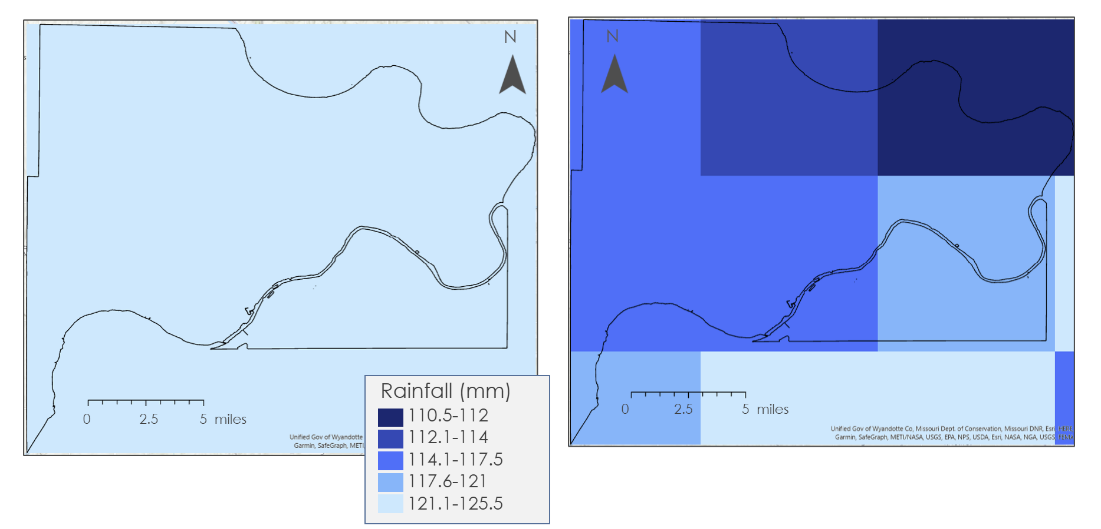 N
N
0 2.5 5 miles
Unified Gov of Wyandotte
Garmin, SafeGraph, METI
0 2.5 5 miles
Unified Gov of Wyandotte Co, Missouri Dept. of Conservation, Missouri DNR, Esri,
Garmin, SafeGraph, METI/NASA, USGS, EPA, NPS, USDA, Esri, NASA, NGA, USGS,
Rainfall (mm)
110.5-112
112.1-114
114.1-117.5
117.6-121
121.1-125.5